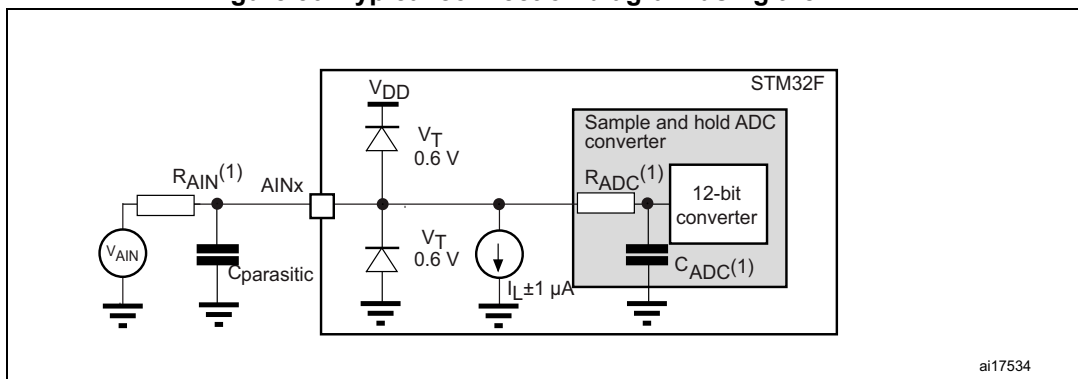 STM32F
VDD
VT
0.6 V
Sample and hold ADC
converter
RAIN(1)
AINx
RADC(1)
12-bit
converter
VAIN
Cparasitic
VT
0.6 V
IL±1 µA
CADC(1)
ai17534